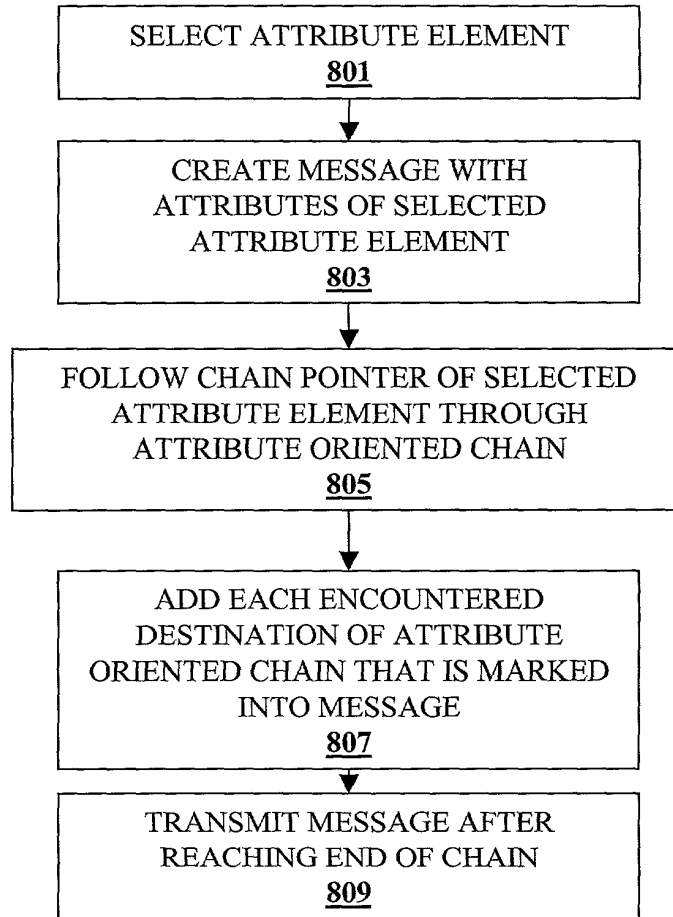 SELECT ATTRIBUTE ELEMENT
801
CREATE MESSAGE WITH
ATTRIBUTES OF SELECTED
ATTRIBUTE ELEMENT
803
FOLLOW CHAIN POINTER OF SELECTED
ATTRIBUTE ELEMENT THROUGH
ATTRIBUTE ORIENTED CHAIN
805
ADD EACH ENCOUNTERED
DESTINATION OF ATTRIBUTE
ORIENTED CHAIN THAT IS MARKED
INTO MESSAGE
807
TRANSMIT MESSAGE AFTER
REACHING END OF CHAIN
809